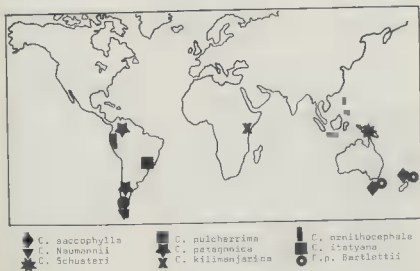 C. saccophylla C. pulcherrima C. ornithocephala
C. Naumannii C. patagonica C. itatyana
C. Schusteri C. kilimanjarica C.p. Bartlettii